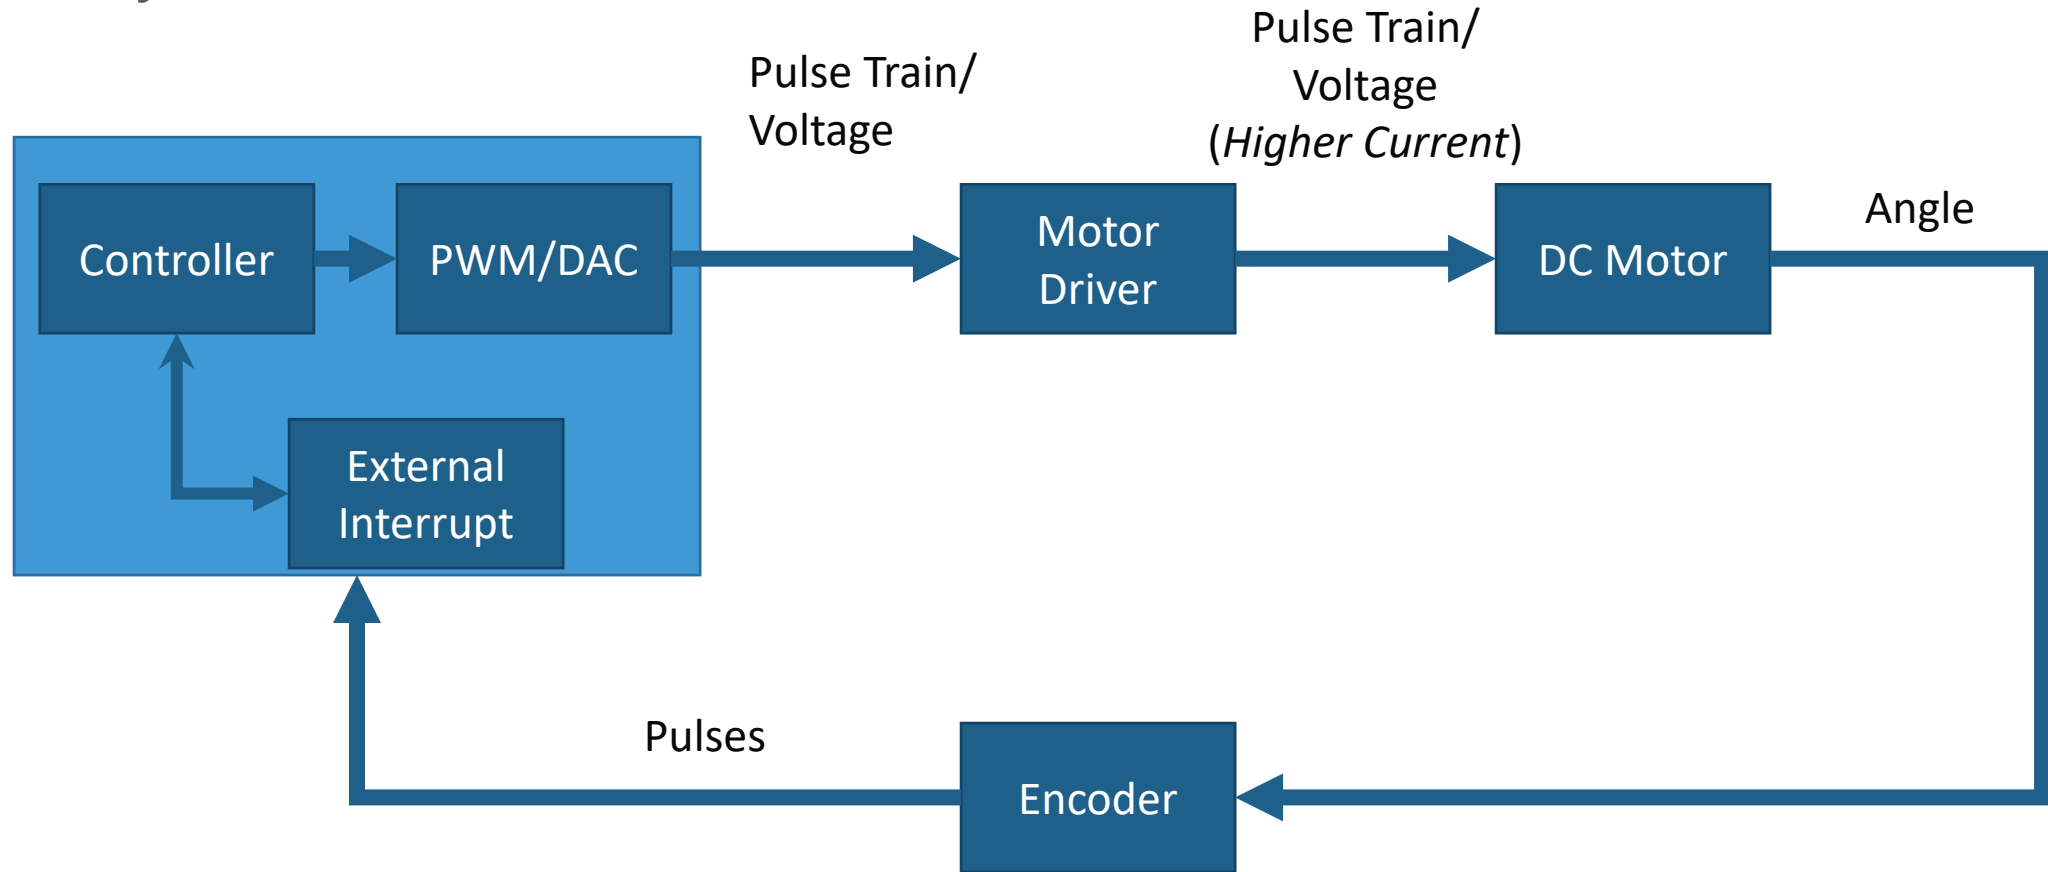 Pulse Train/
Voltage
Pulse Train/
Voltage
(Higher Current)
Controller
PWM/DAC
Motor
Driver
DC Motor
Angle
External
Interrupt
Pulses
Encoder